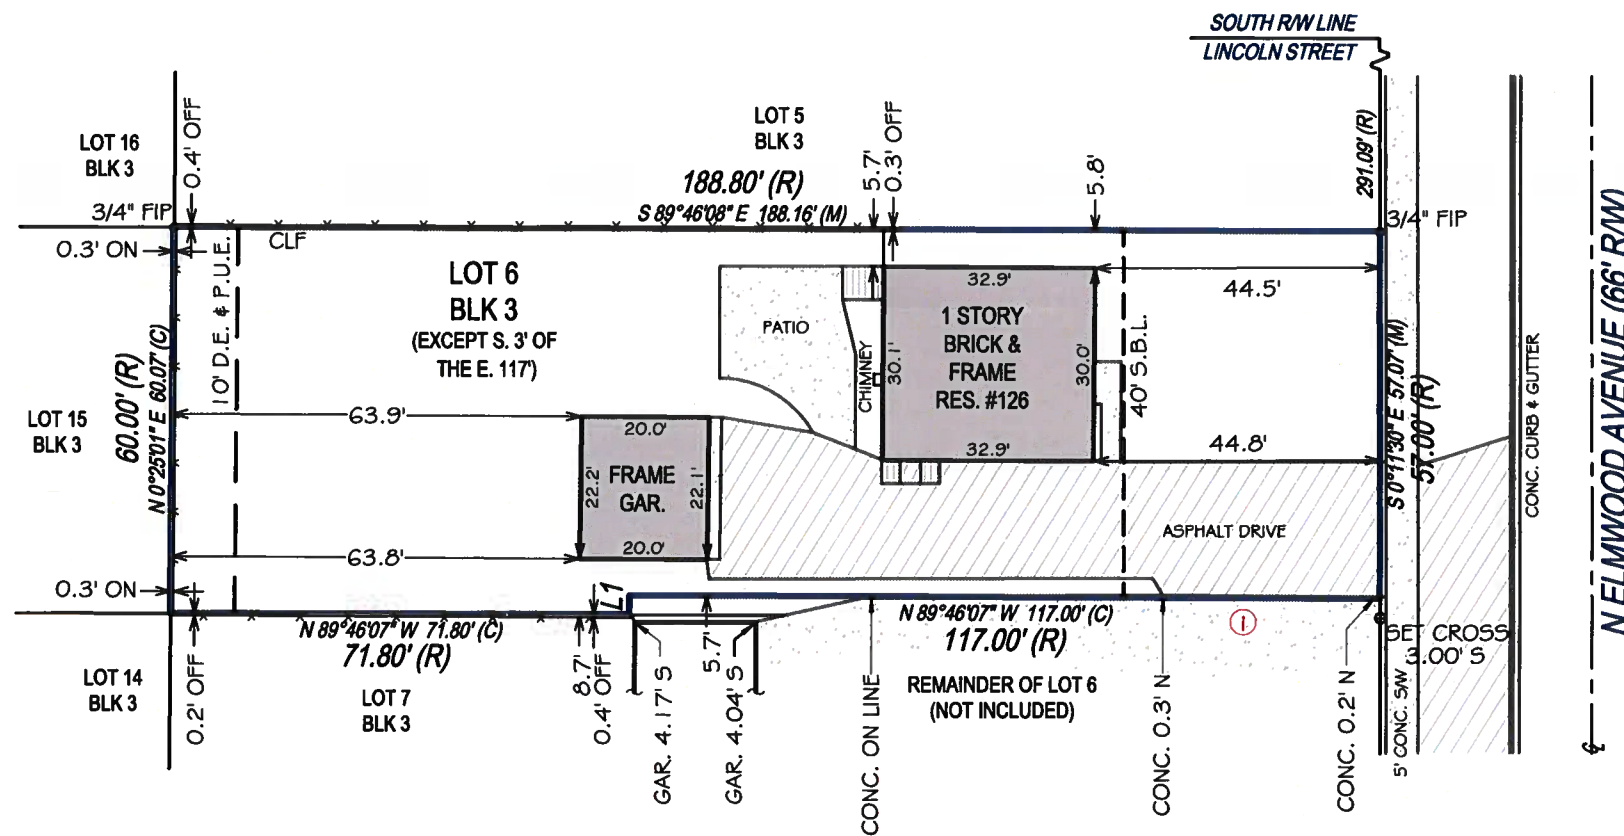 SOUTH R/W LINE
LINCOLN STREET
LOT 16
BLK 3
0.4' OFF
LOT 5
BLK 3
188.80' (R)
S 89°46'08" E 188.16' (M)
5.7'
0.3' OFF
5.8'
291.09' (R)
3/4" FIP
3/4" FIP
0.3' ON
10' D.E. & P.U.E.
CLF
LOT 6
BLK 3
(EXCEPT S. 3' OF
THE E. 117')
PATIO
CHIMNEY
32.9'
1 STORY
BRICK &
FRAME
RES. #126
30.1'
30.0'
32.9'
44.5'
40' S.B.L.
44.8'
S 0°11'30" E 57.07' (M)
57.00' (R)
CONC. CURB & GUTTER
N ELMWOOD AVENUE (66' R/W)
LOT 15
BLK 3
60.00' (R)
N 0°25'01" E 60.07' (C)
63.9'
20.0'
FRAME
GAR.
22.2'
22.1'
20.0'
63.8'
ASPHALT DRIVE
0.3' ON
L1
N 89°46'07" W 71.80' (C)
71.80' (R)
N 89°46'07" W 117.00' (C)
117.00' (R)
1
SET CROSS
3.00' S
LOT 14
BLK 3
0.2' OFF
LOT 7
BLK 3
8.7'
0.4' OFF
GAR. 4.17' S
5.7'
GAR. 4.04' S
CONC. ON LINE
REMAINDER OF LOT 6
(NOT INCLUDED)
CONC. 0.3' N
CONC. 0.2' N
5' CONC. S/W
℄